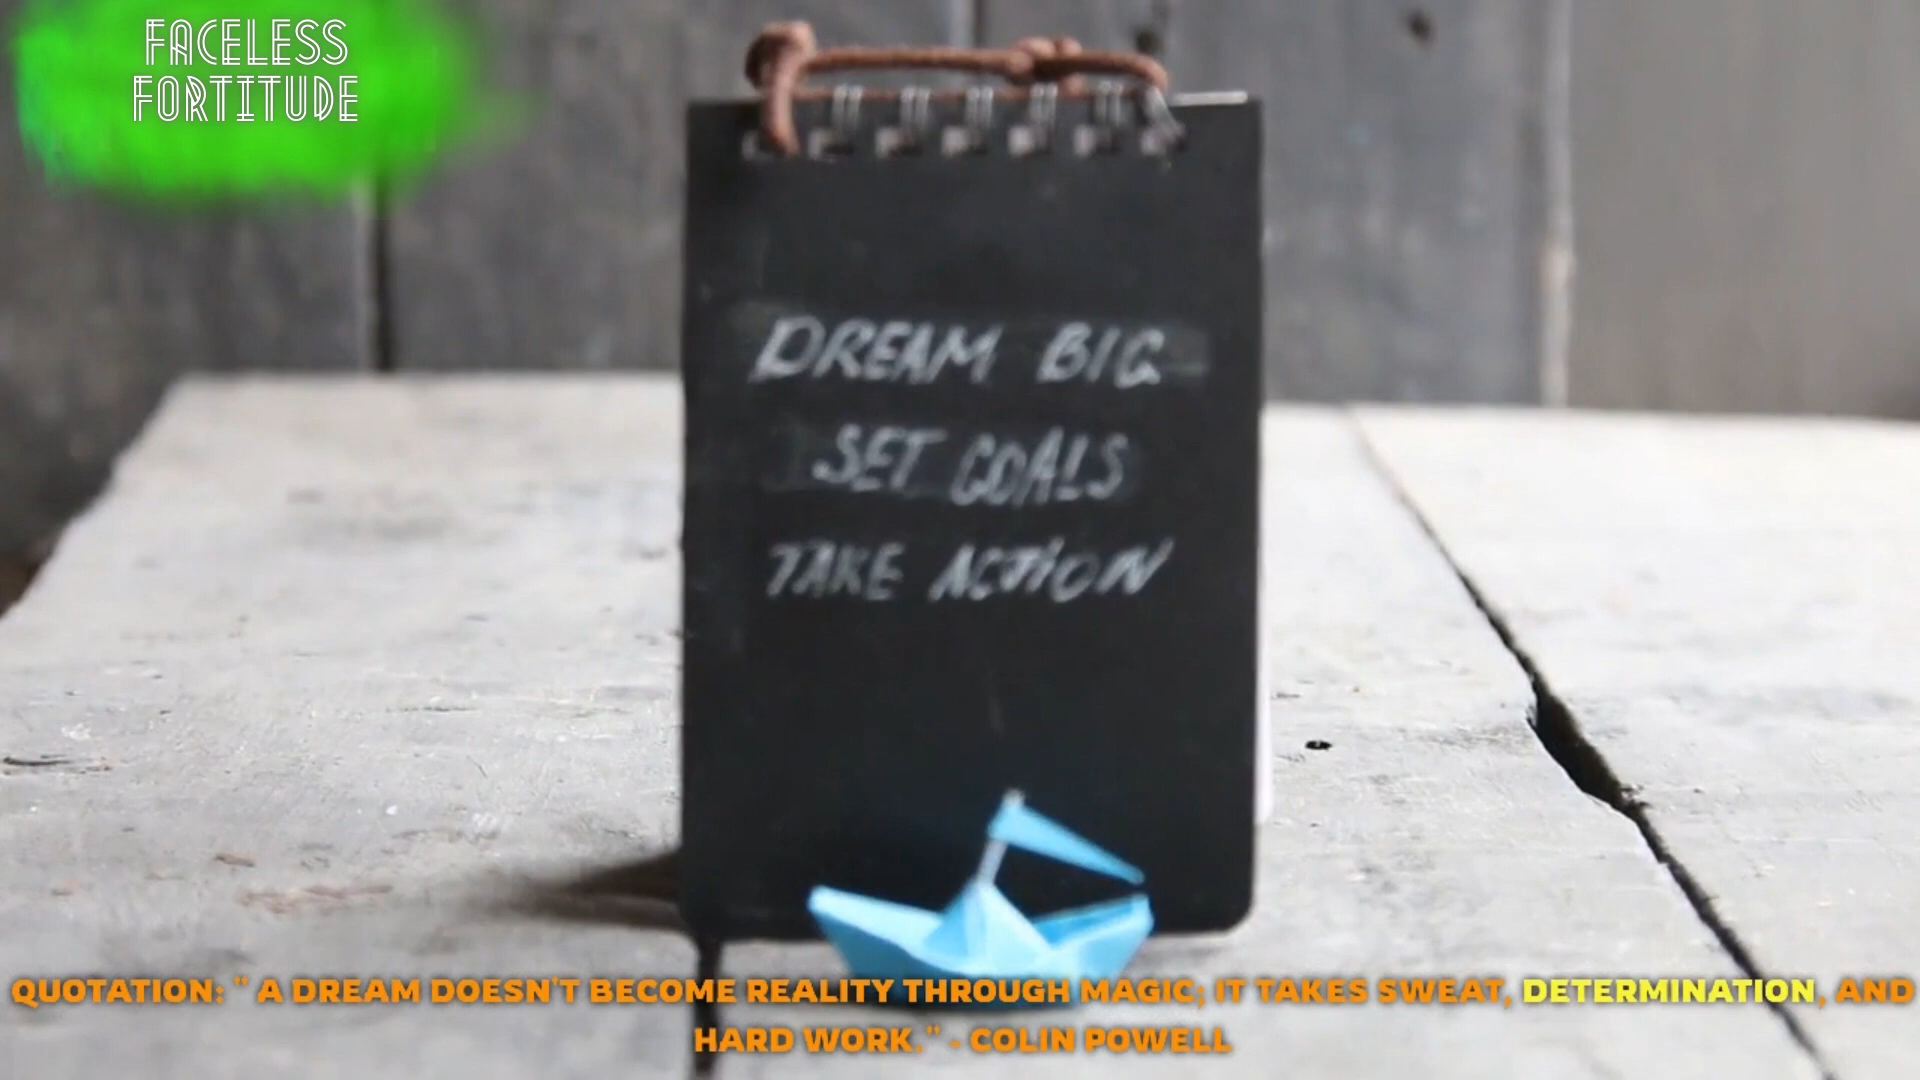 FACELESS
FORTITUDE
DREAM BIG
SET GOALS
TAKE ACTION
QUOTATION: " A DREAM DOESN'T BECOME REALITY THROUGH MAGIC; IT TAKES SWEAT, DETERMINATION, AND
HARD WORK." - COLIN POWELL